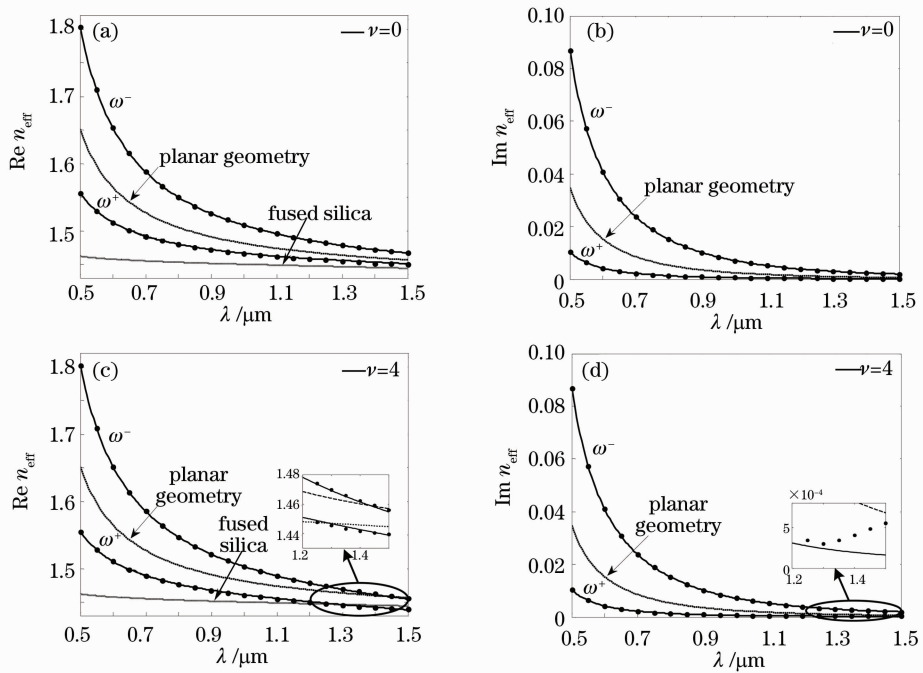 (a)
ν=0
1.8
1.7
1.6
1.5
Re n_eff
ω⁻
planar geometry
ω⁺
fused silica
0.5 0.7 0.9 1.1 1.3 1.5
λ /μm
(b)
ν=0
0.10
0.08
0.06
0.04
0.02
0
Im n_eff
ω⁻
planar geometry
ω⁺
0.5 0.7 0.9 1.1 1.3 1.5
λ /μm
(c)
ν=4
1.8
1.7
1.6
1.5
Re n_eff
ω⁻
planar
geometry
ω⁺
fused
silica
1.48
1.46
1.44
1.2 1.4
0.5 0.7 0.9 1.1 1.3 1.5
λ /μm
(d)
ν=4
0.10
0.08
0.06
0.04
0.02
0
Im n_eff
ω⁻
planar
geometry
ω⁺
×10⁻⁴
5
0
1.2 1.4
0.5 0.7 0.9 1.1 1.3 1.5
λ /μm